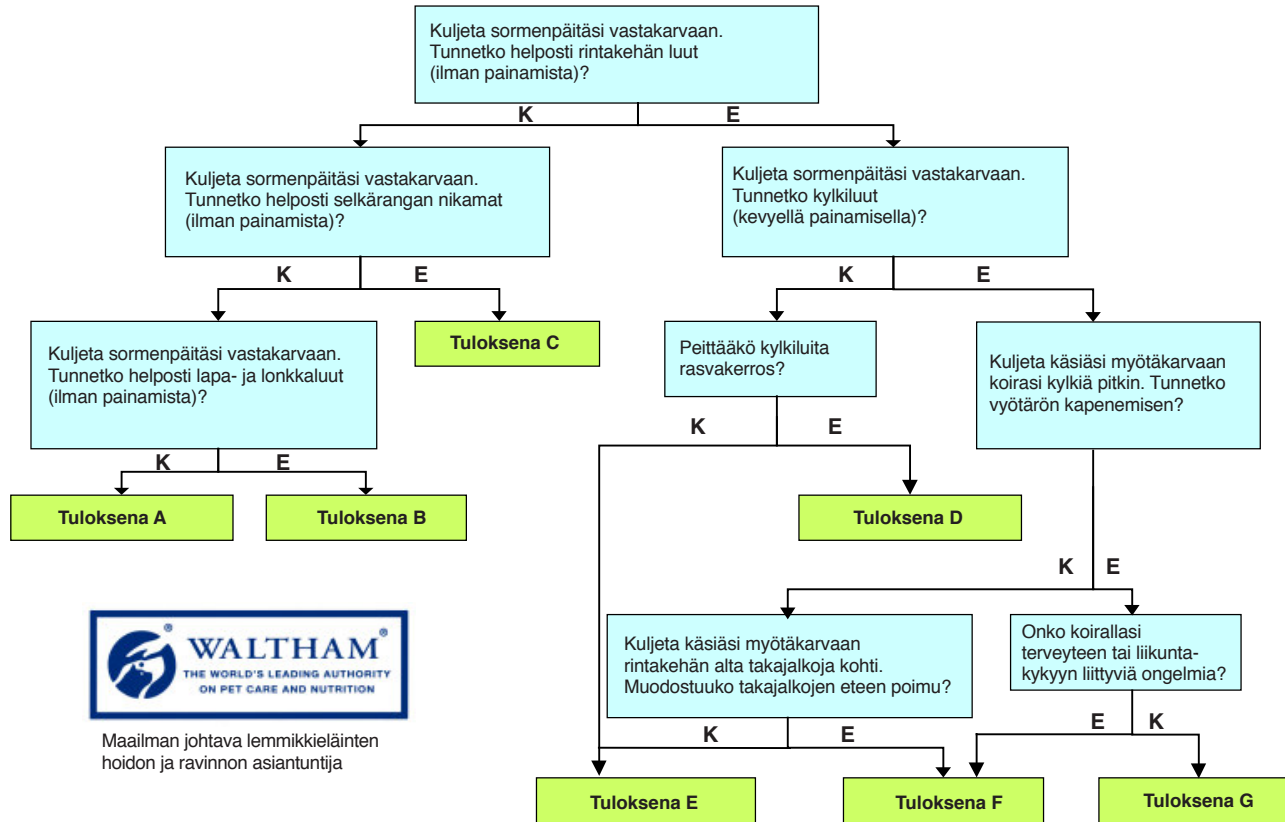 Kuljeta sormenpäitäsi vastakarvaan.
Tunnetko helposti rintakehän luut
(ilman painamista)?
K
E
Kuljeta sormenpäitäsi vastakarvaan.
Tunnetko helposti selkärangan nikamat
(ilman painamista)?
Kuljeta sormenpäitäsi vastakarvaan.
Tunnetko kylkiluut
(kevyellä painamisella)?
K
E
K
E
Kuljeta sormenpäitäsi vastakarvaan.
Tunnetko helposti lapa- ja lonkkaluut
(ilman painamista)?
Tuloksena C
Peittääkö kylkiluita
rasvakerros?
Kuljeta käsiäsi myötäkarvaan
koirasi kylkiä pitkin. Tunnetko
vyötärön kapenemisen?
K
E
K
E
Tuloksena A
Tuloksena B
Tuloksena D
K
E
Kuljeta käsiäsi myötäkarvaan
rintakehän alta takajalkoja kohti.
Muodostuuko takajalkojen eteen poimu?
Onko koirallasi
terveyteen tai liikunta-
kykyyn liittyviä ongelmia?
K
E
E
K
Tuloksena E
Tuloksena F
Tuloksena G
® WALTHAM®
THE WORLD'S LEADING AUTHORITY
ON PET CARE AND NUTRITION
Maailman johtava lemmikkieläinten
hoidon ja ravinnon asiantuntija